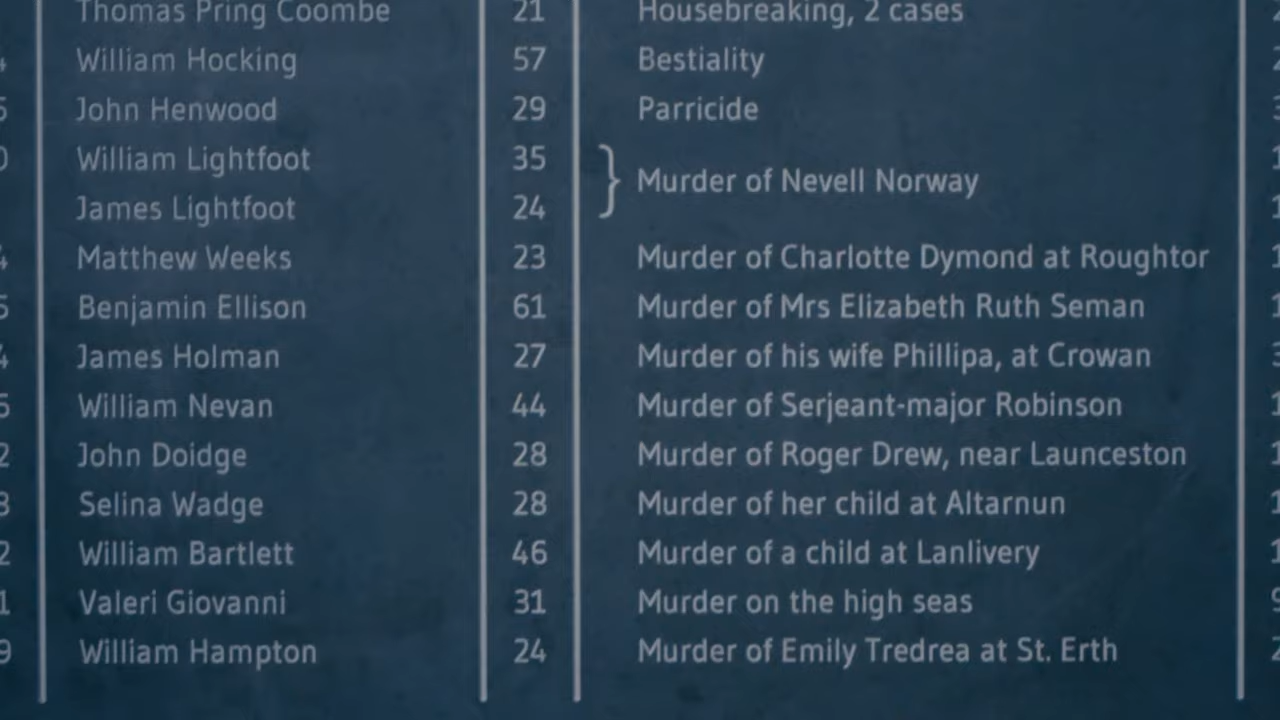 Thomas Pring Coombe 21 Housebreaking, 2 cases
William Hocking 57 Bestiality
John Henwood 29 Parricide
William Lightfoot 35 } Murder of Nevell Norway
James Lightfoot 24
Matthew Weeks 23 Murder of Charlotte Dymond at Roughtor
Benjamin Ellison 61 Murder of Mrs Elizabeth Ruth Seman
James Holman 27 Murder of his wife Phillipa, at Crowan
William Nevan 44 Murder of Serjeant-major Robinson
John Doidge 28 Murder of Roger Drew, near Launceston
Selina Wadge 28 Murder of her child at Altarnun
William Bartlett 46 Murder of a child at Lanlivery
Valeri Giovanni 31 Murder on the high seas
William Hampton 24 Murder of Emily Tredrea at St. Erth